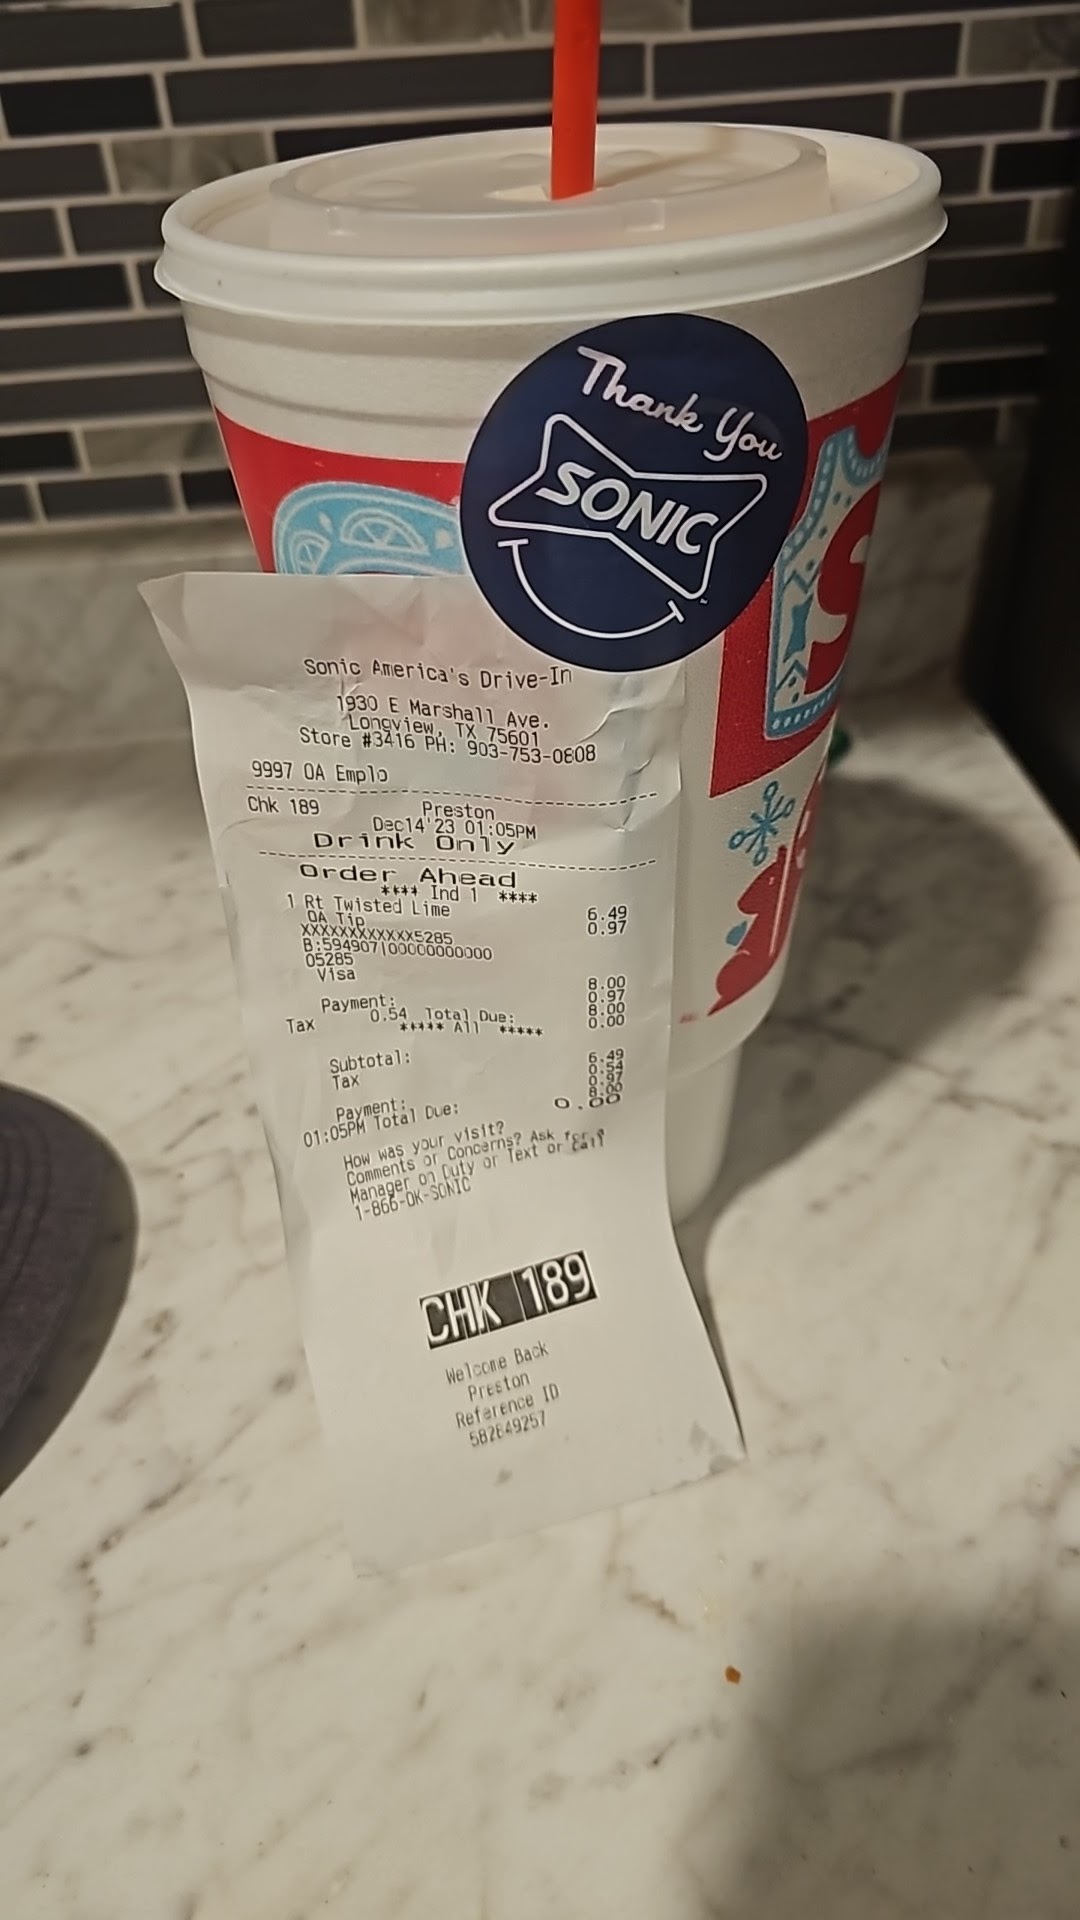 Thank You
SONIC
S
Sonic America's Drive-In
1930 E Marshall Ave.
Longview, TX 75601
Store #3416 PH: 903-753-0808
9997 OA Emplo
Chk 189 Preston
Dec14'23 01:05PM
Drink Only
Order Ahead
**** Ind 1 ****
1 Rt Twisted Lime 6.49
OA Tip 0.97
XXXXXXXXXXXX5285
B:594907|00000000000
05285
Visa 8.00
0.97
Payment: 8.00
Tax 0.54 Total Due: 0.00
***** All *****
Subtotal: 6.49
Tax 0.54
0.97
Payment: 8.00
01:05PM Total Due: 0.00
How was your visit?
Comments or Concerns? Ask for a
Manager on Duty or Text or Call
1-866-OK-SONIC
CHK 189
Welcome Back
Preston
Reference ID